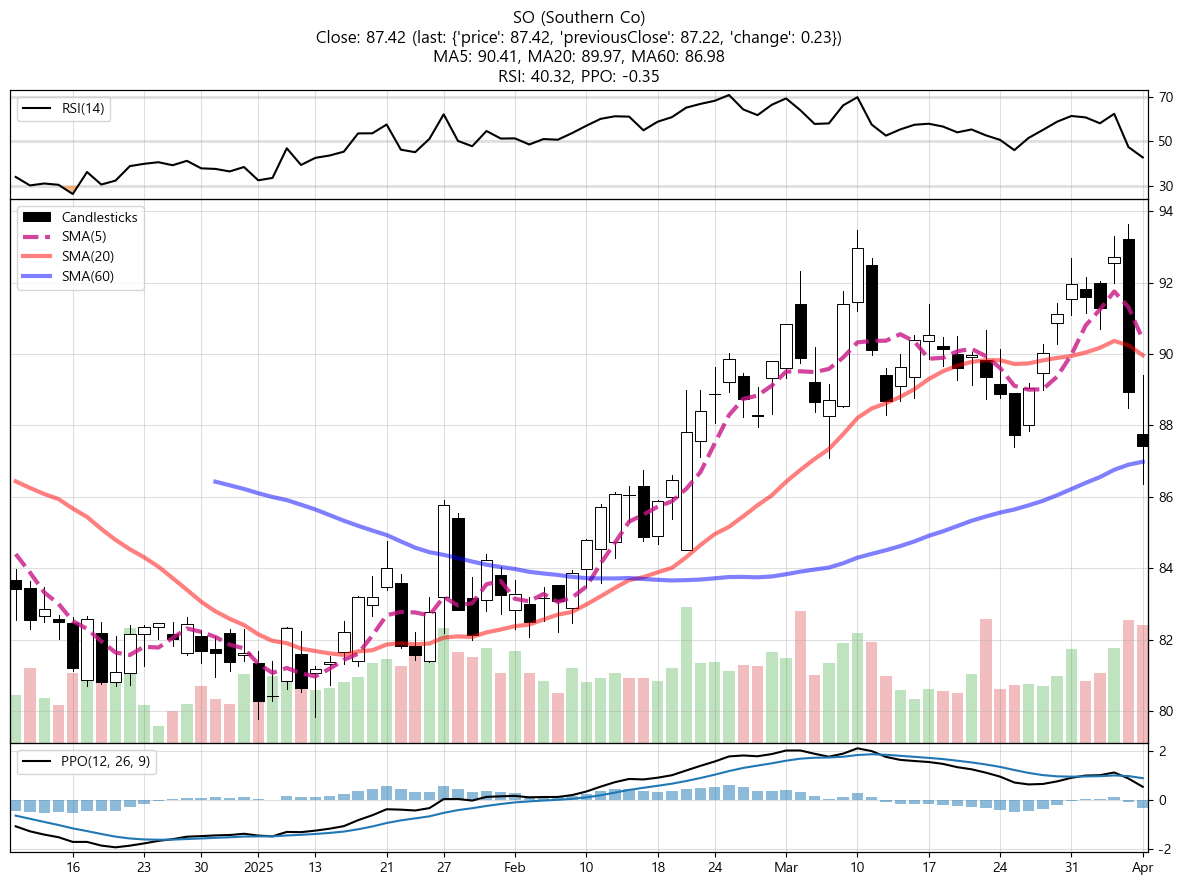 SO (Southern Co)
Close: 87.42 (last: {'price': 87.42, 'previousClose': 87.22, 'change': 0.23})
MA5: 90.41, MA20: 89.97, MA60: 86.98
RSI: 40.32, PPO: -0.35
RSI(14)
70
50
30
Candlesticks
SMA(5)
SMA(20)
SMA(60)
94
92
90
88
86
84
82
80
PPO(12, 26, 9)
2
0
-2
16 23 30 2025 13 21 27 Feb 10 18 24 Mar 10 17 24 31 Apr